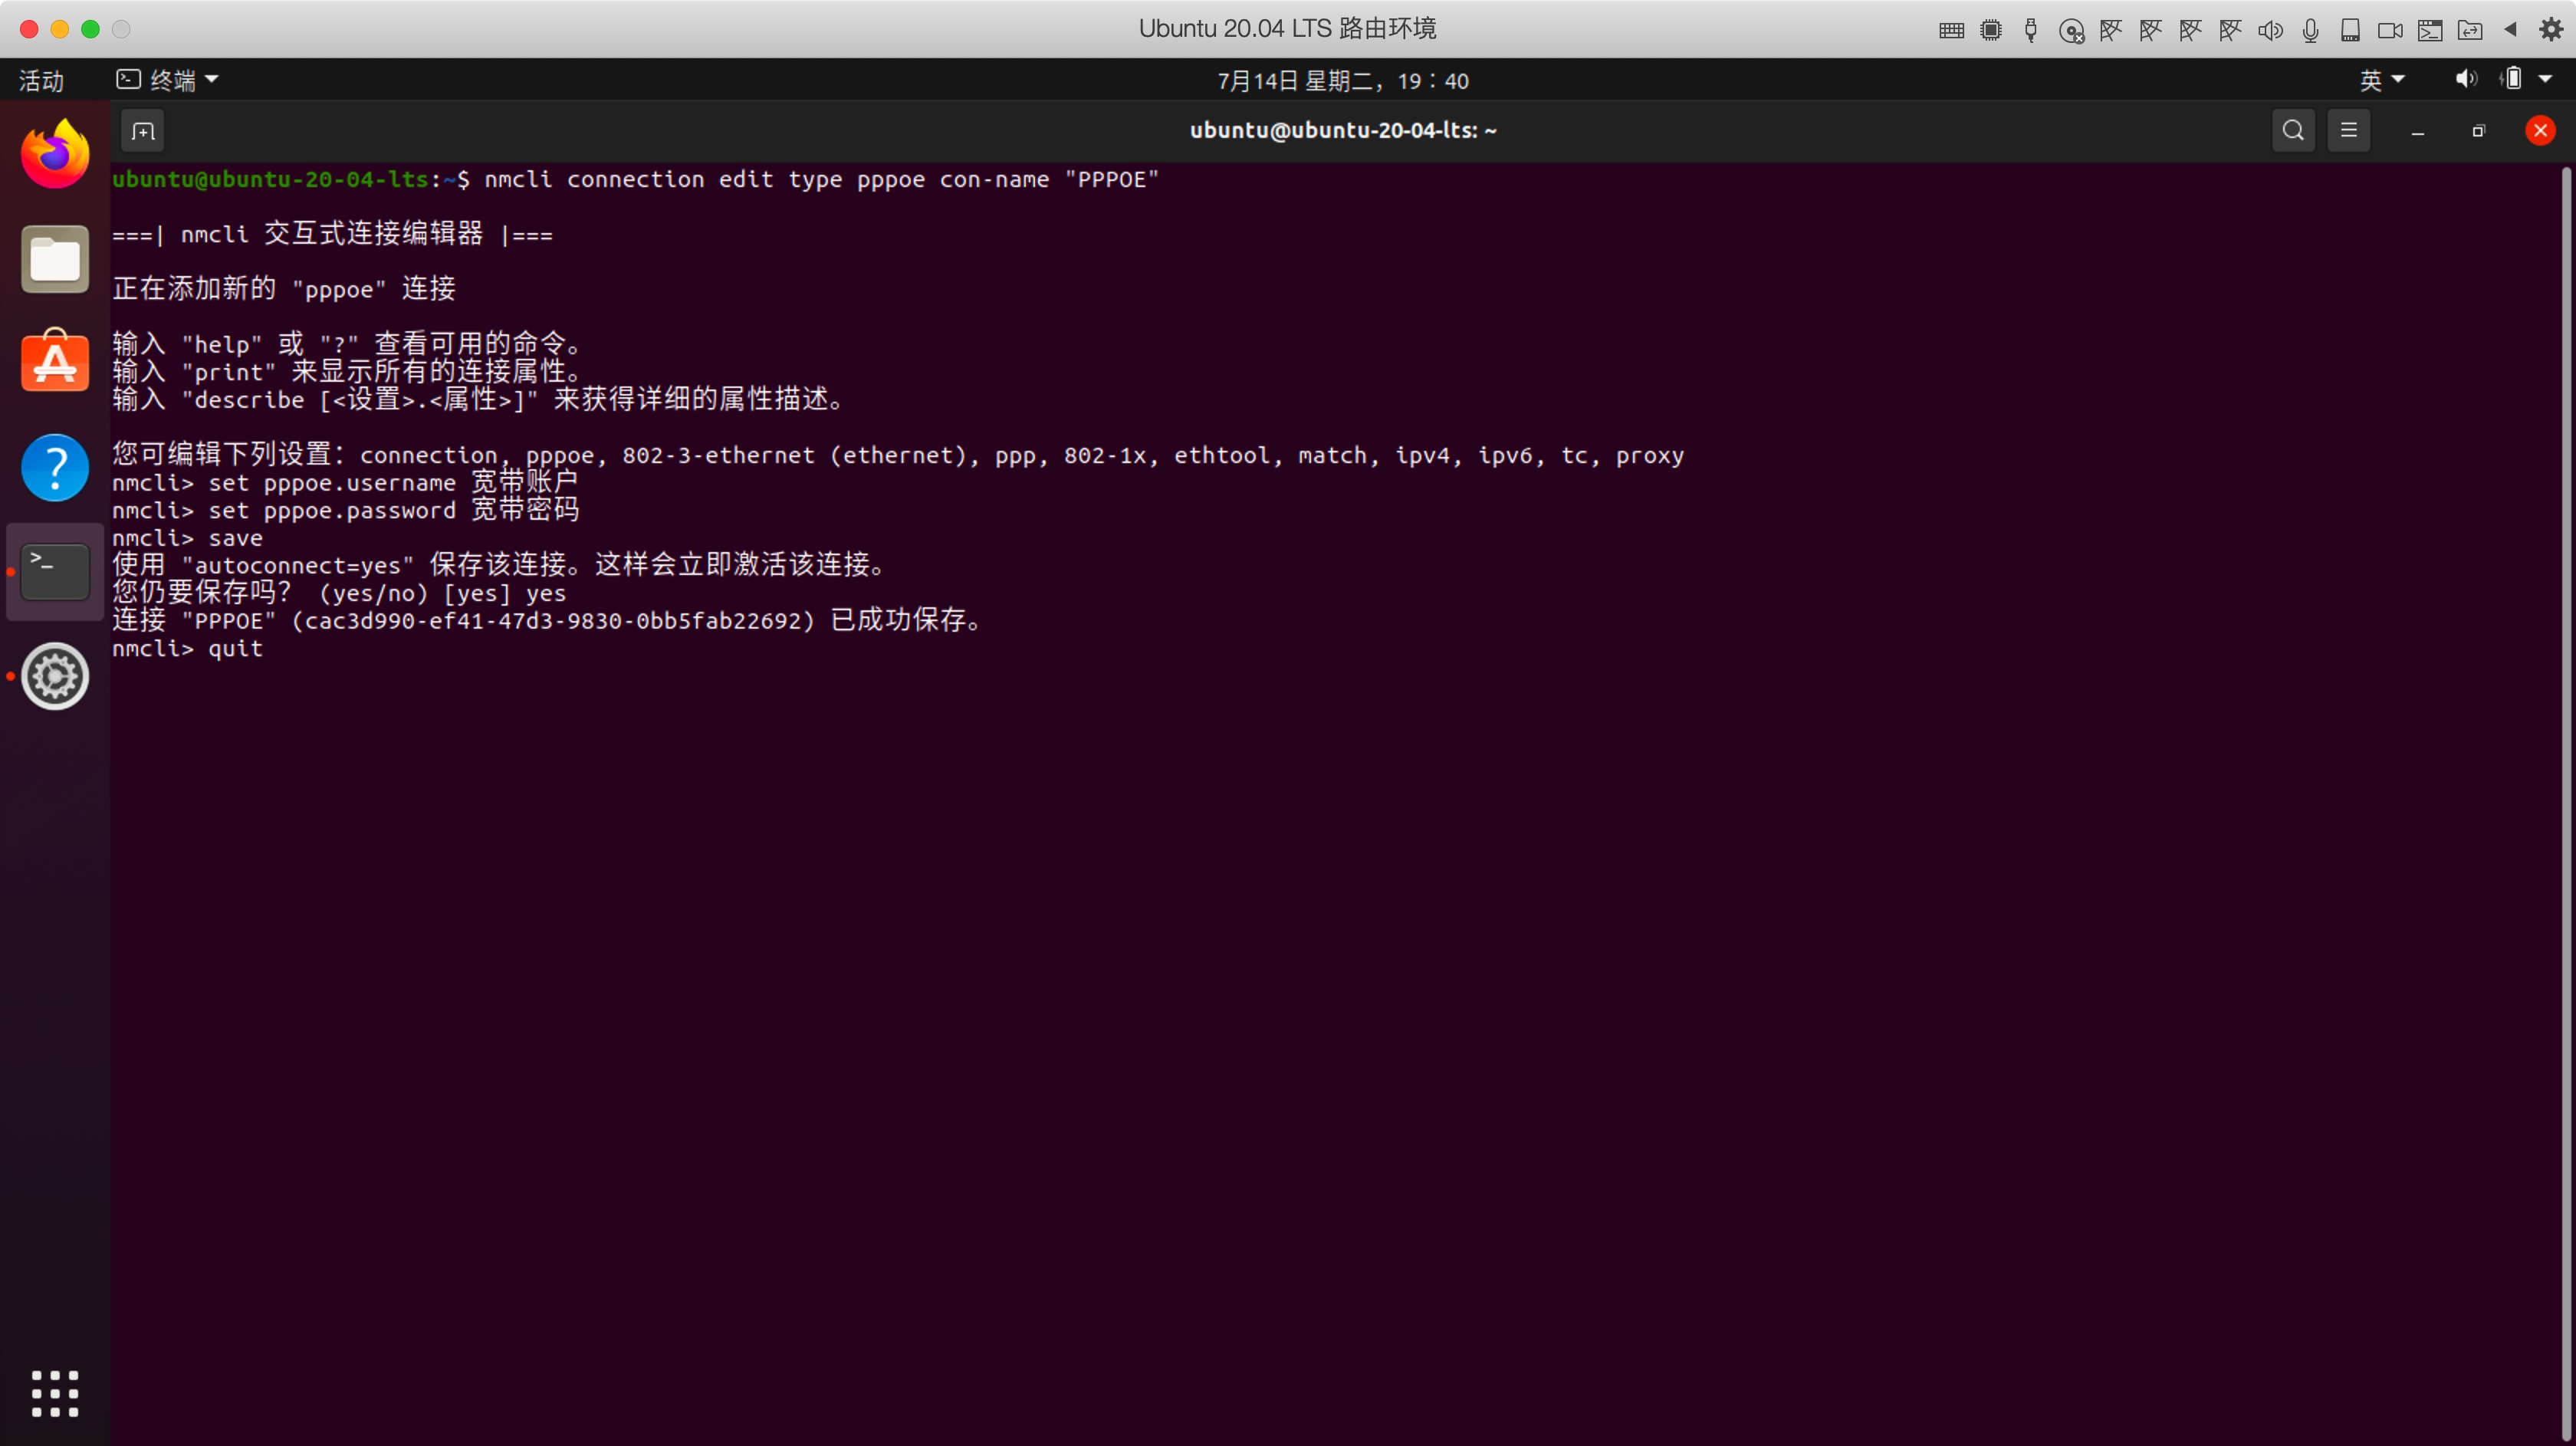 Ubuntu 20.04 LTS 路由环境
活动
终端
7月14日 星期二，19：40
英
ubuntu@ubuntu-20-04-lts: ~
ubuntu@ubuntu-20-04-lts:~$ nmcli connection edit type pppoe con-name "PPPOE"
===| nmcli 交互式连接编辑器 |===
正在添加新的 "pppoe" 连接
输入 "help" 或 "?" 查看可用的命令。
输入 "print" 来显示所有的连接属性。
输入 "describe [<设置>.<属性>]" 来获得详细的属性描述。
您可编辑下列设置：connection, pppoe, 802-3-ethernet (ethernet), ppp, 802-1x, ethtool, match, ipv4, ipv6, tc, proxy
nmcli> set pppoe.username 宽带账户
nmcli> set pppoe.password 宽带密码
nmcli> save
使用 "autoconnect=yes" 保存该连接。这样会立即激活该连接。
您仍要保存吗？ (yes/no) [yes] yes
连接 "PPPOE" (cac3d990-ef41-47d3-9830-0bb5fab22692) 已成功保存。
nmcli> quit